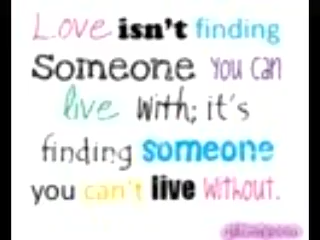 Love isn't finding
Someone you can
live with; it's
finding someone
you can't live without.